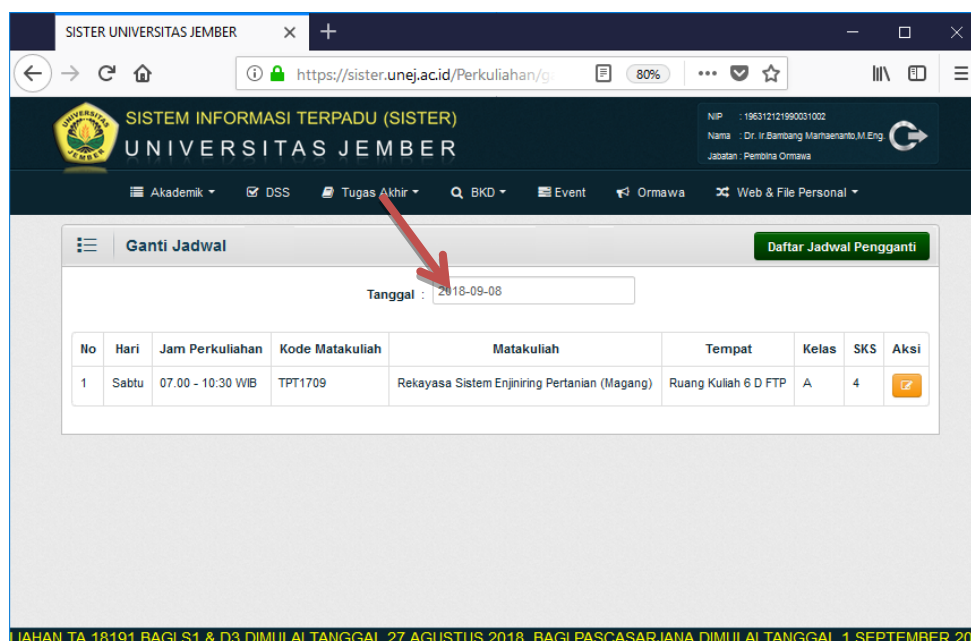 SISTER UNIVERSITAS JEMBER
https://sister.unej.ac.id/Perkuliahan/g
80%
SISTEM INFORMASI TERPADU (SISTER)
UNIVERSITAS JEMBER
NIP : 196312121990031002
Nama : Dr. Ir.Bambang Marhaenanto,M.Eng.
Jabatan : Pembina Ormawa
Akademik DSS Tugas Akhir BKD Event Ormawa Web & File Personal
Ganti Jadwal
Daftar Jadwal Pengganti
Tanggal : 2018-09-08
No Hari Jam Perkuliahan Kode Matakuliah Matakuliah Tempat Kelas SKS Aksi
1 Sabtu 07.00 - 10:30 WIB TPT1709 Rekayasa Sistem Enjiniring Pertanian (Magang) Ruang Kuliah 6 D FTP A 4
LIAHAN TA 18191 BAGI S1 & D3 DIMULAI TANGGAL 27 AGUSTUS 2018, BAGI PASCASARJANA DIMULAI TANGGAL 1 SEPTEMBER 20